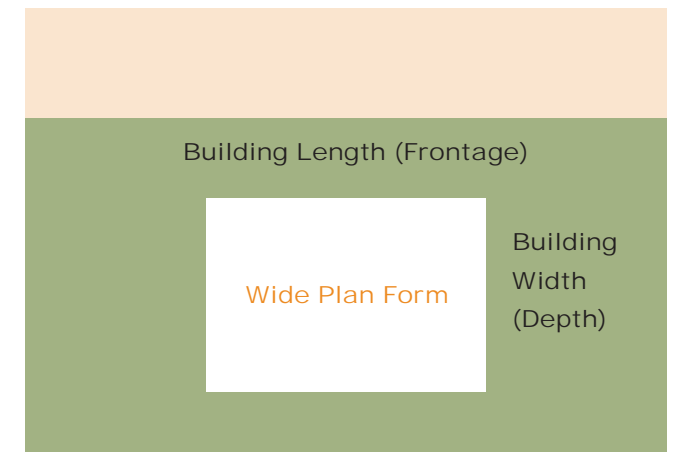 Building Length (Frontage)
Building
Width
(Depth)
Wide Plan Form